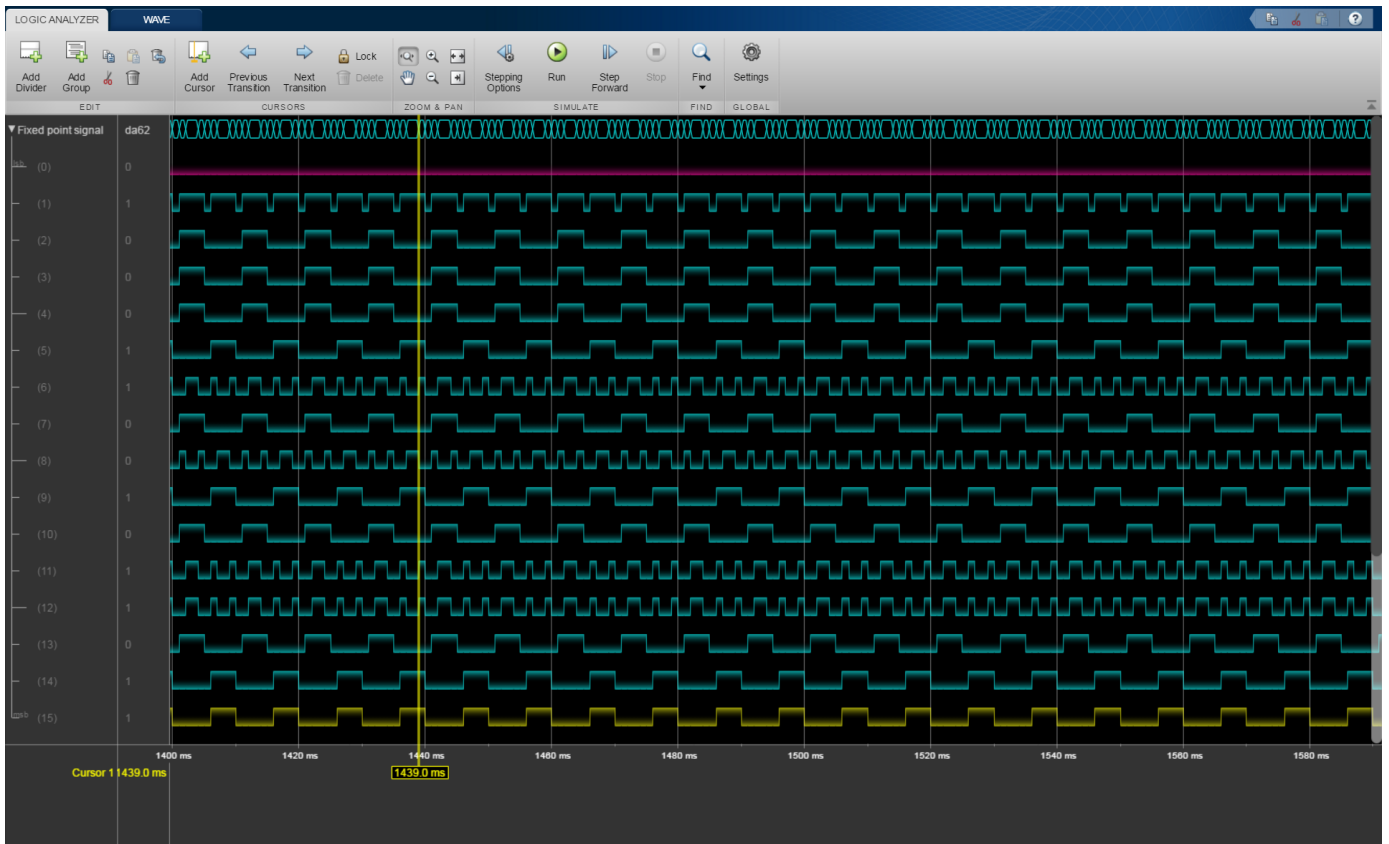 LOGIC ANALYZER WAVE
?
Add Divider
Add Group
Add Cursor
Previous Transition
Next Transition
Lock
Delete
Stepping Options
Run
Step Forward
Stop
Find
Settings
EDIT CURSORS ZOOM & PAN SIMULATE FIND GLOBAL
Fixed point signal da62
lsb (0) 0
(1) 1
(2) 0
(3) 0
(4) 0
(5) 1
(6) 1
(7) 0
(8) 0
(9) 1
(10) 0
(11) 1
(12) 1
(13) 0
(14) 1
msb (15) 1
1400 ms 1420 ms 1440 ms 1460 ms 1480 ms 1500 ms 1520 ms 1540 ms 1560 ms 1580 ms
Cursor 1 1439.0 ms 1439.0 ms